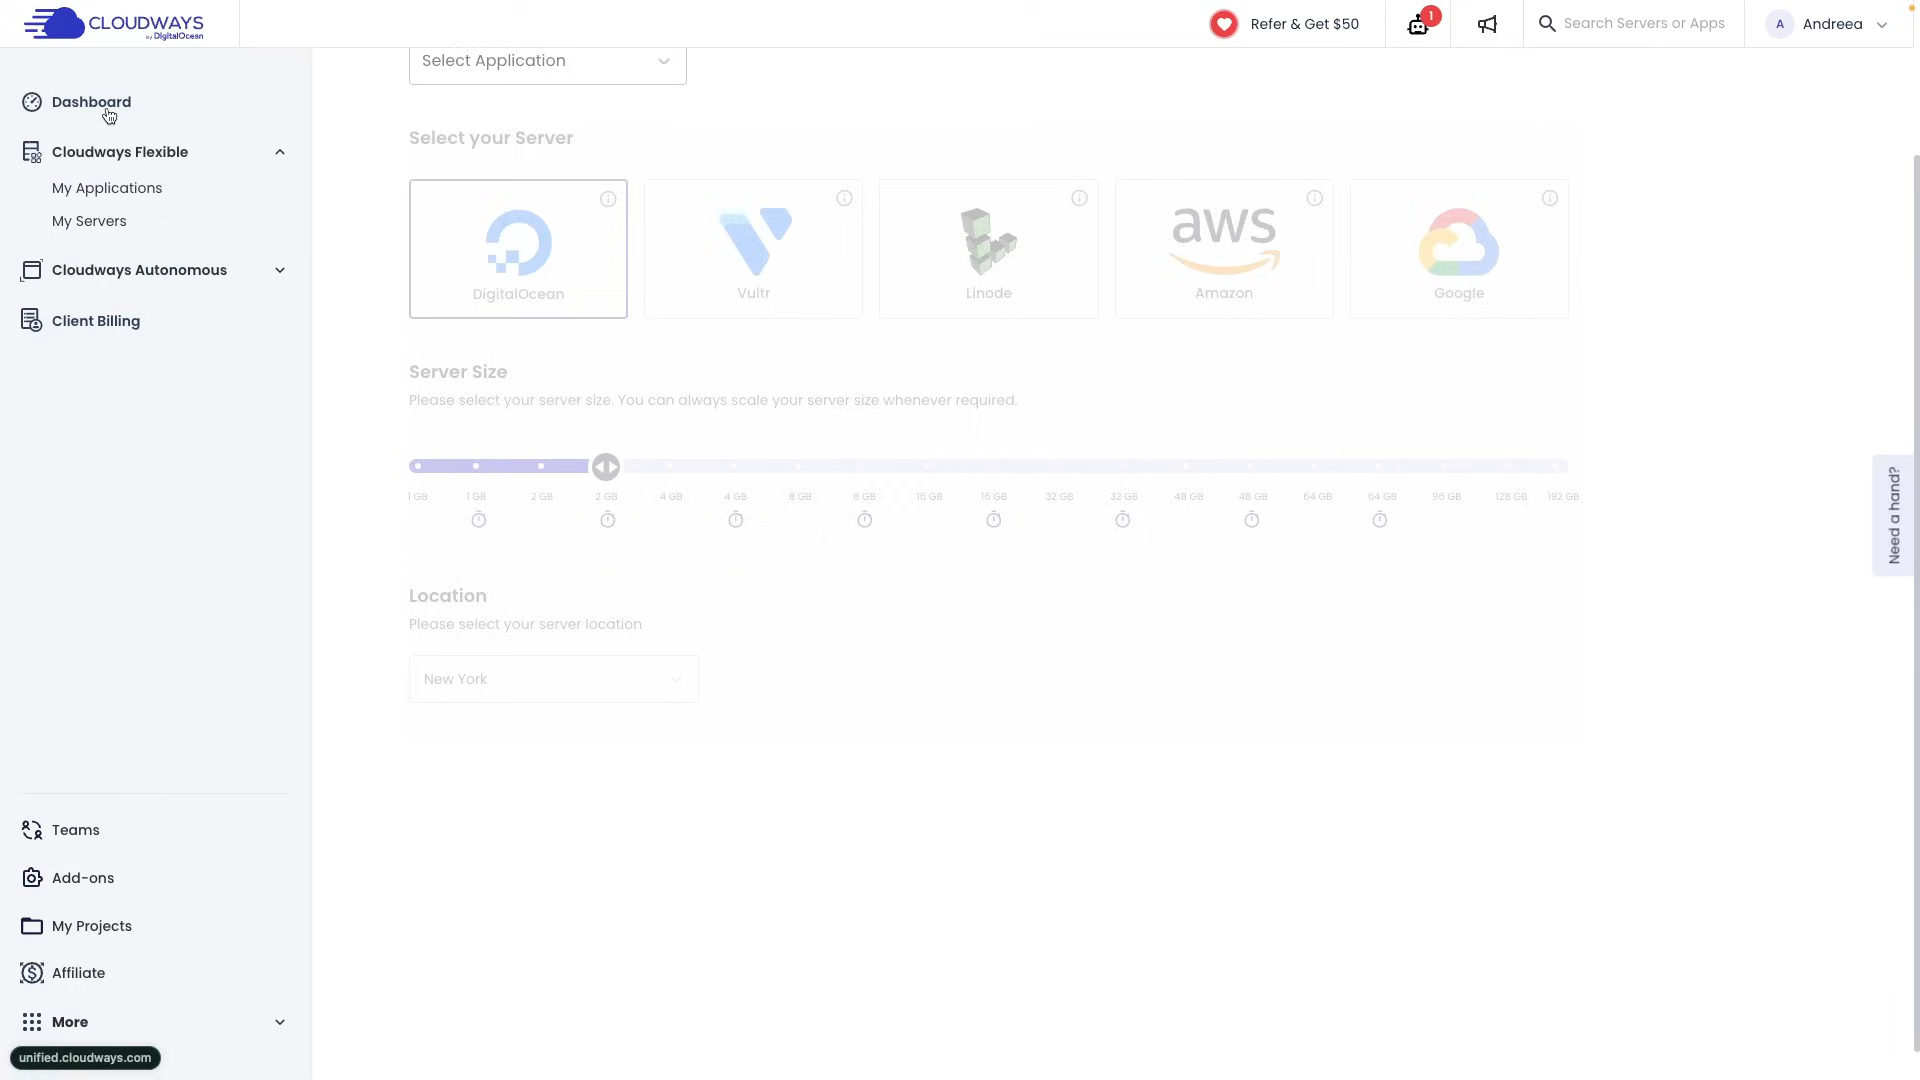 CLOUDWAYS
by DigitalOcean
Refer & Get $50
1
Search Servers or Apps
A
Andreea
Select Application
Dashboard
Cloudways Flexible
My Applications
My Servers
Cloudways Autonomous
Client Billing
Select your Server
DigitalOcean
Vultr
Linode
aws
Amazon
Google
Server Size
Please select your server size. You can always scale your server size whenever required.
1 GB 1 GB 2 GB 2 GB 4 GB 4 GB 8 GB 8 GB 16 GB 16 GB 32 GB 32 GB 48 GB 48 GB 64 GB 64 GB 96 GB 128 GB 192 GB
Need a hand?
Location
Please select your server location
New York
Teams
Add-ons
My Projects
Affiliate
More
unified.cloudways.com